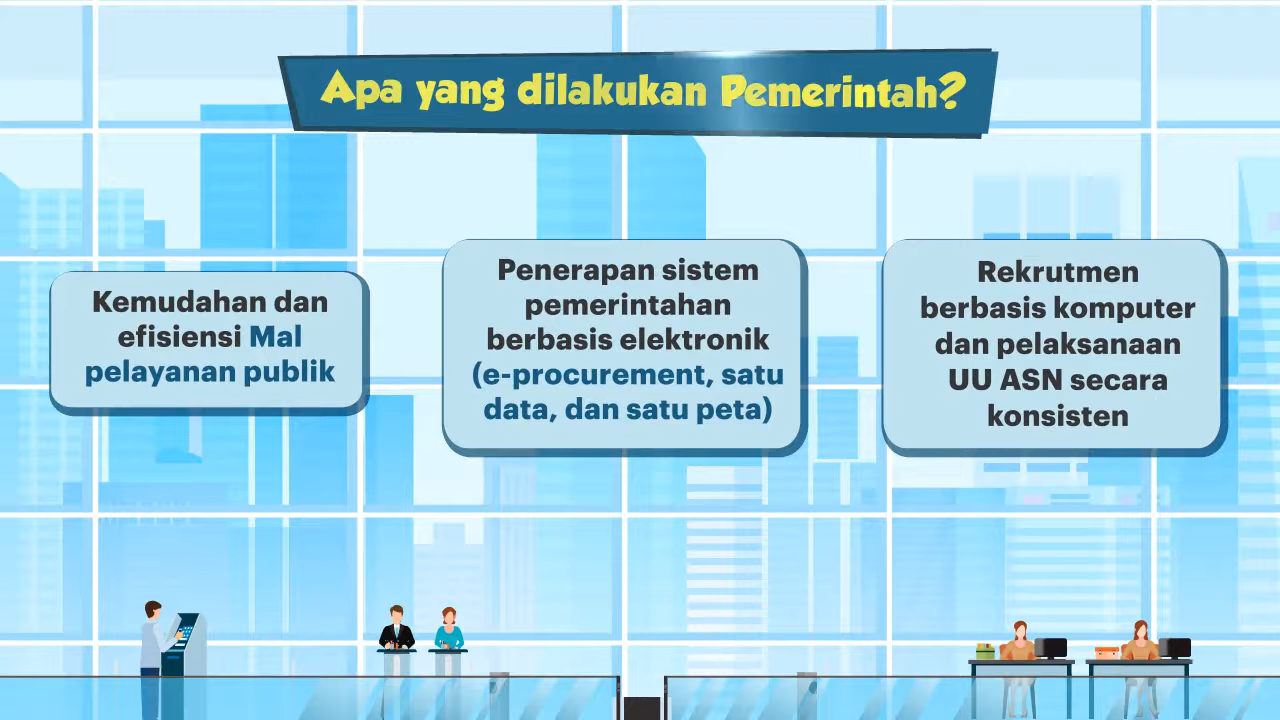 Apa yang dilakukan Pemerintah?
Kemudahan dan
efisiensi Mal
pelayanan publik
Penerapan sistem
pemerintahan
berbasis elektronik
(e-procurement, satu
data, dan satu peta)
Rekrutmen
berbasis komputer
dan pelaksanaan
UU ASN secara
konsisten